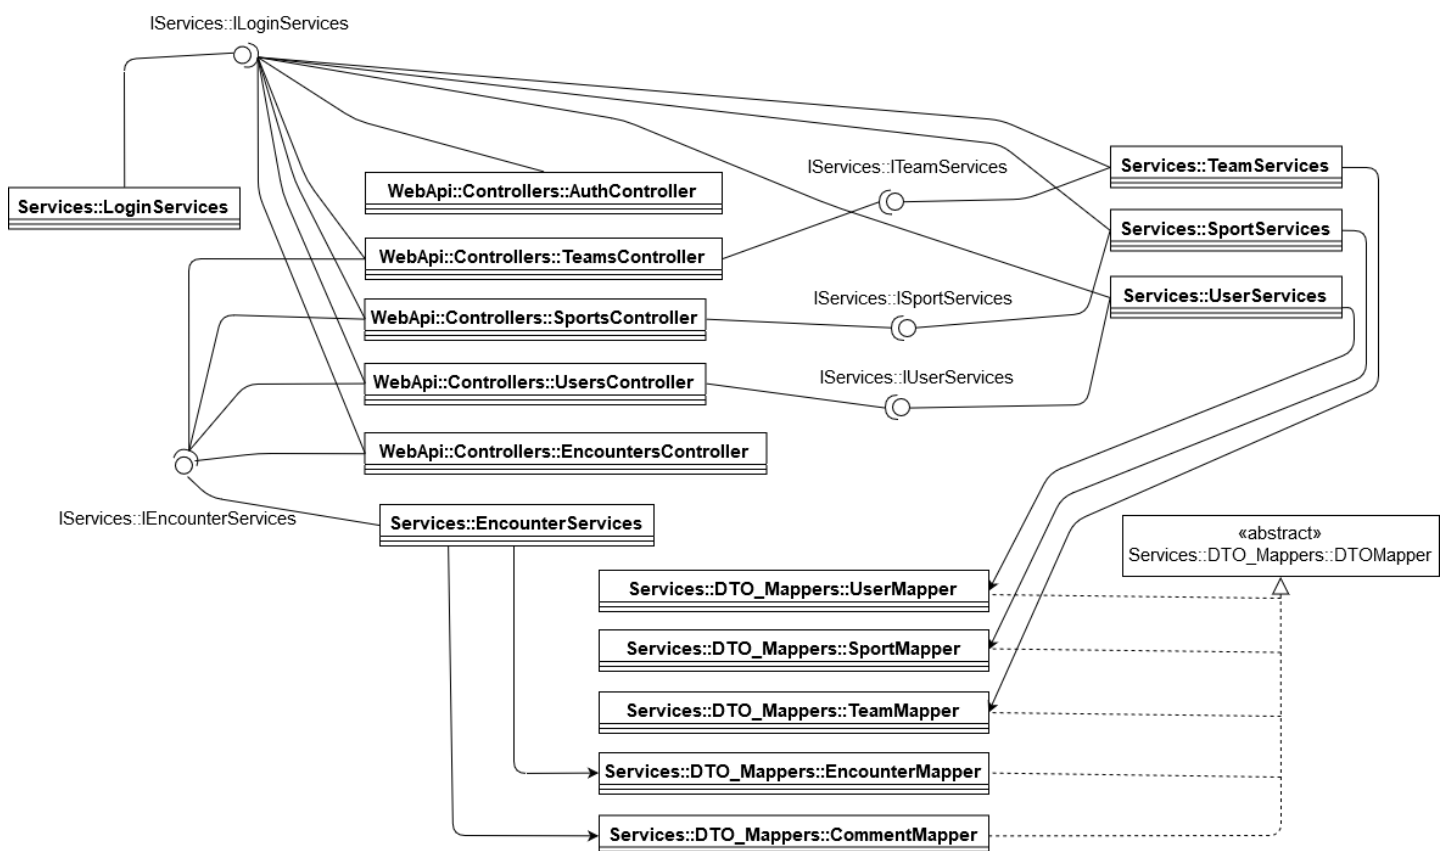 IServices::ILoginServices
Services::LoginServices
WebApi::Controllers::AuthController
IServices::ITeamServices
Services::TeamServices
WebApi::Controllers::TeamsController
Services::SportServices
WebApi::Controllers::SportsController
IServices::ISportServices
Services::UserServices
WebApi::Controllers::UsersController
IServices::IUserServices
WebApi::Controllers::EncountersController
IServices::IEncounterServices
Services::EncounterServices
«abstract»
Services::DTO_Mappers::DTOMapper
Services::DTO_Mappers::UserMapper
Services::DTO_Mappers::SportMapper
Services::DTO_Mappers::TeamMapper
Services::DTO_Mappers::EncounterMapper
Services::DTO_Mappers::CommentMapper